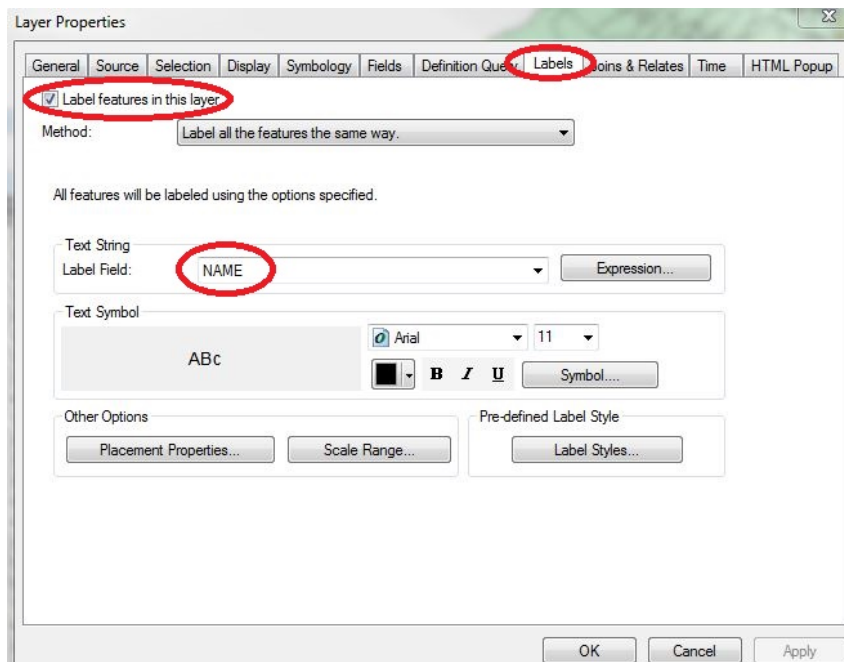 Layer Properties
General Source Selection Display Symbology Fields Definition Query Labels Joins & Relates Time HTML Popup
Label features in this layer
Method: Label all the features the same way.
All features will be labeled using the options specified.
Text String
Label Field: NAME Expression...
Text Symbol
ABc
Arial 11
B I U Symbol....
Other Options Pre-defined Label Style
Placement Properties... Scale Range... Label Styles...
OK Cancel Apply